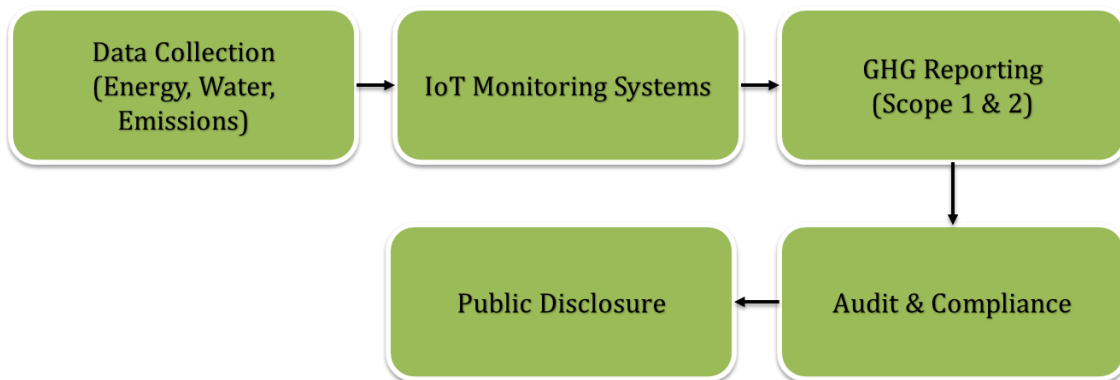 Data Collection
(Energy, Water,
Emissions)
IoT Monitoring Systems
GHG Reporting
(Scope 1 & 2)
Audit & Compliance
Public Disclosure